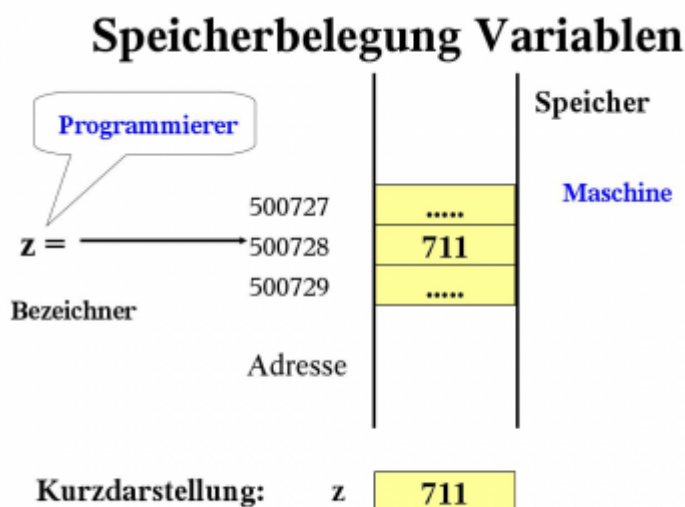 Speicherbelegung Variablen
Speicher
Programmierer
Maschine
500727 .....
z = 500728 711
500729 .....
Bezeichner
Adresse
Kurzdarstellung: z 711